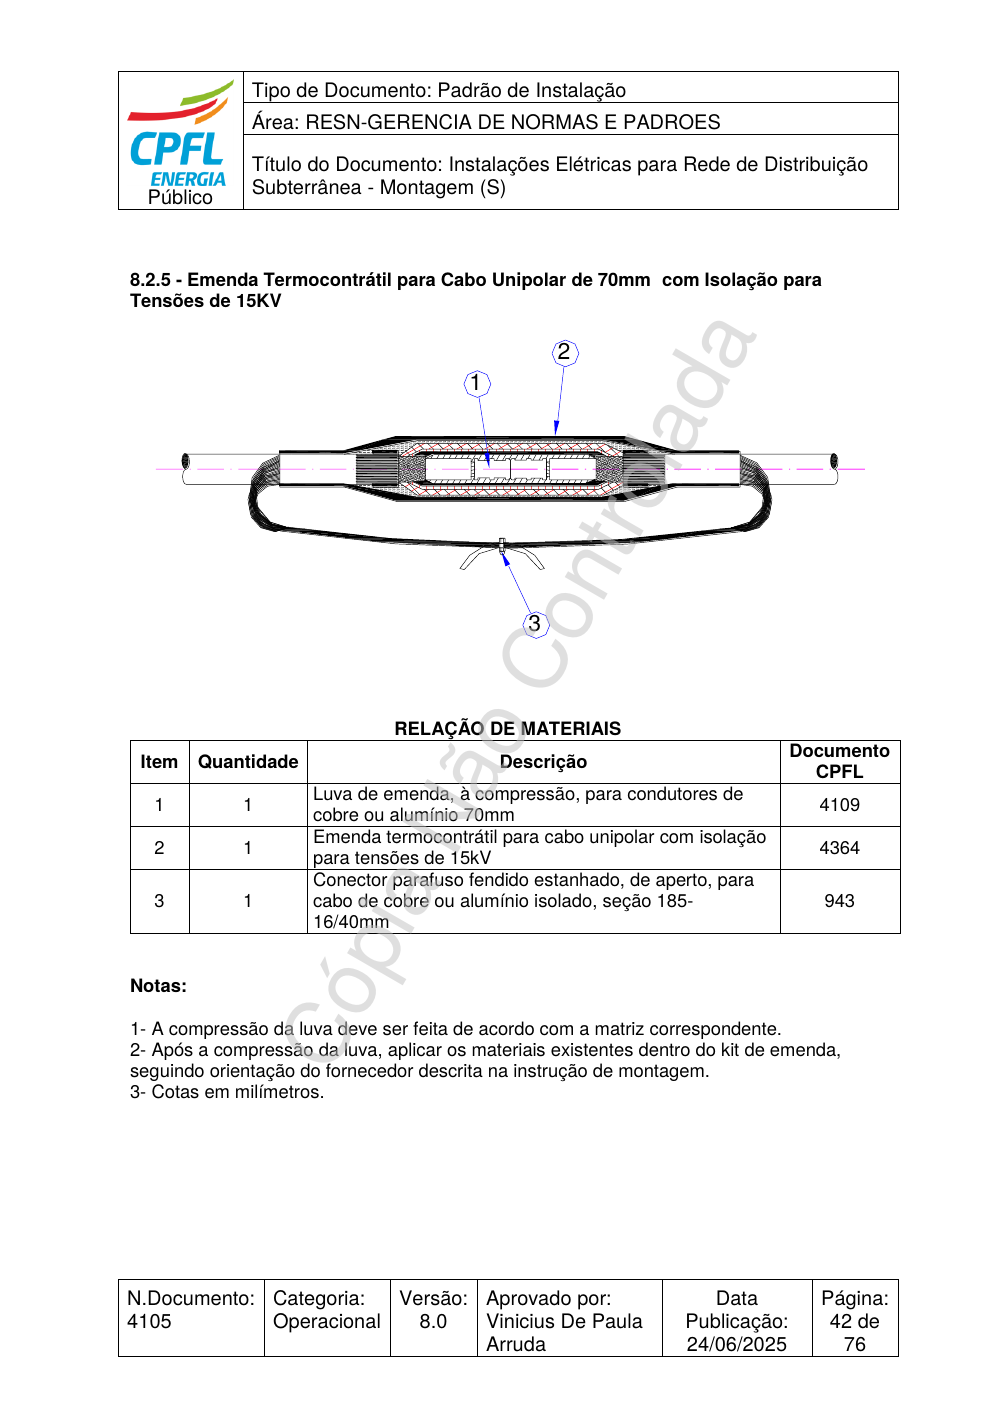 CPFL
ENERGIA
Público
Tipo de Documento: Padrão de Instalação
Área: RESN-GERENCIA DE NORMAS E PADROES
Título do Documento: Instalações Elétricas para Rede de Distribuição
Subterrânea - Montagem (S)
8.2.5 - Emenda Termocontrátil para Cabo Unipolar de 70mm com Isolação para
Tensões de 15KV
2
1
3
Cópia Não Controlada
RELAÇÃO DE MATERIAIS
Item Quantidade Descrição Documento
CPFL
1 1 Luva de emenda, à compressão, para condutores de
cobre ou alumínio 70mm 4109
2 1 Emenda termocontrátil para cabo unipolar com isolação
para tensões de 15kV 4364
3 1 Conector parafuso fendido estanhado, de aperto, para
cabo de cobre ou alumínio isolado, seção 185-
16/40mm 943
Notas:
1- A compressão da luva deve ser feita de acordo com a matriz correspondente.
2- Após a compressão da luva, aplicar os materiais existentes dentro do kit de emenda,
seguindo orientação do fornecedor descrita na instrução de montagem.
3- Cotas em milímetros.
N.Documento: Categoria: Versão: Aprovado por: Data Página:
4105 Operacional 8.0 Vinicius De Paula Publicação: 42 de
Arruda 24/06/2025 76